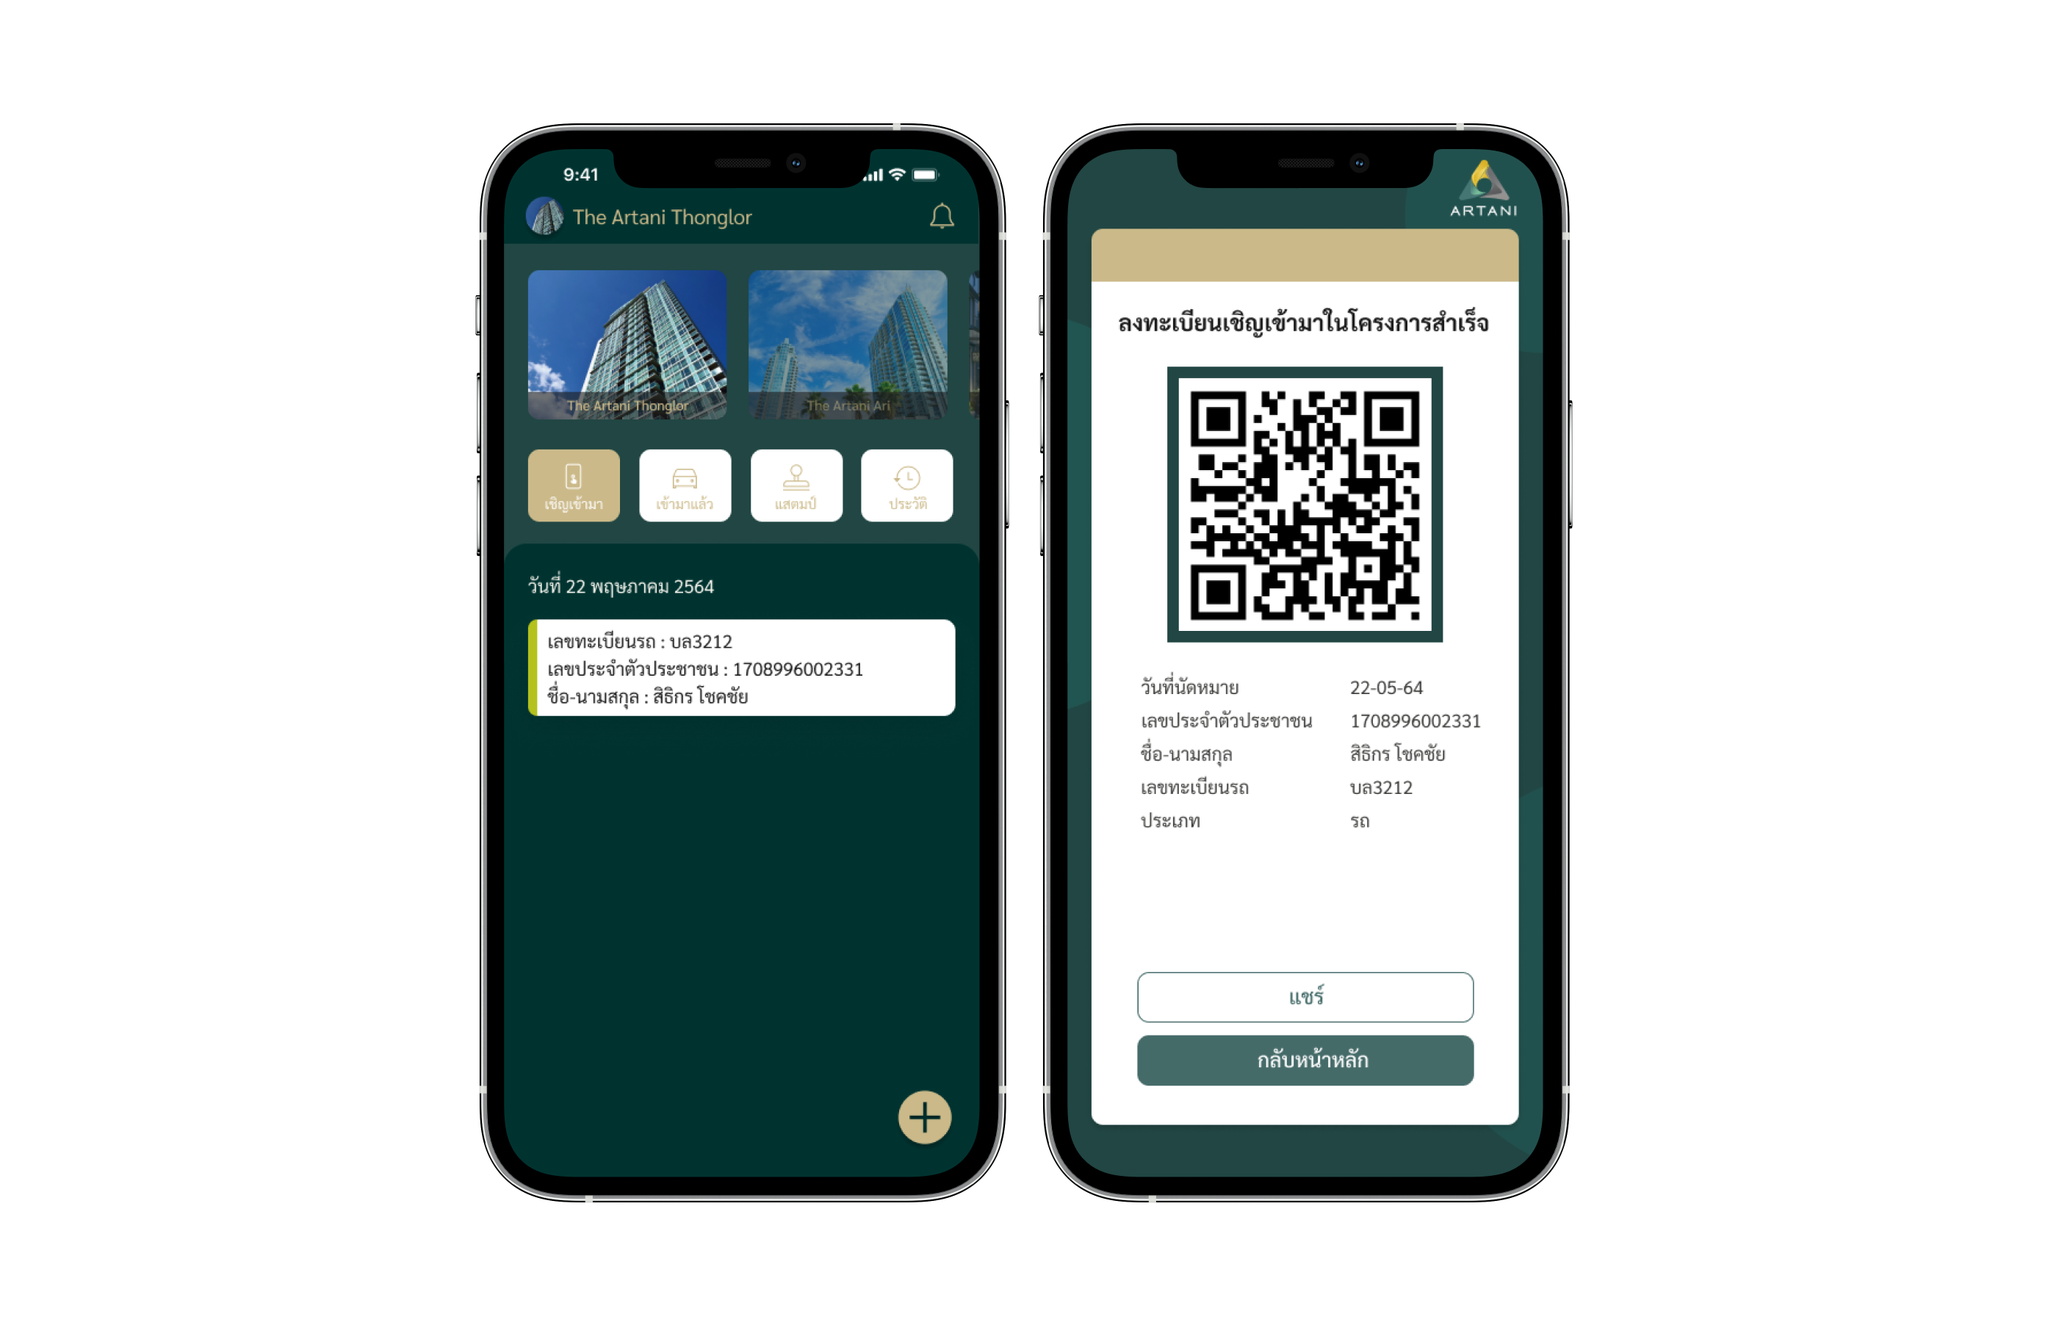 9:41
The Artani Thonglor
The Artani Thonglor
The Artani Ari
เชิญเข้ามา
เข้ามาแล้ว
แสตมป์
ประวัติ
วันที่ 22 พฤษภาคม 2564
เลขทะเบียนรถ : บล3212
เลขประจำตัวประชาชน : 1708996002331
ชื่อ-นามสกุล : สิธิกร โชคชัย
ARTANI
ลงทะเบียนเชิญเข้ามาในโครงการสำเร็จ
วันที่นัดหมาย 22-05-64
เลขประจำตัวประชาชน 1708996002331
ชื่อ-นามสกุล สิธิกร โชคชัย
เลขทะเบียนรถ บล3212
ประเภท รถ
แชร์
กลับหน้าหลัก